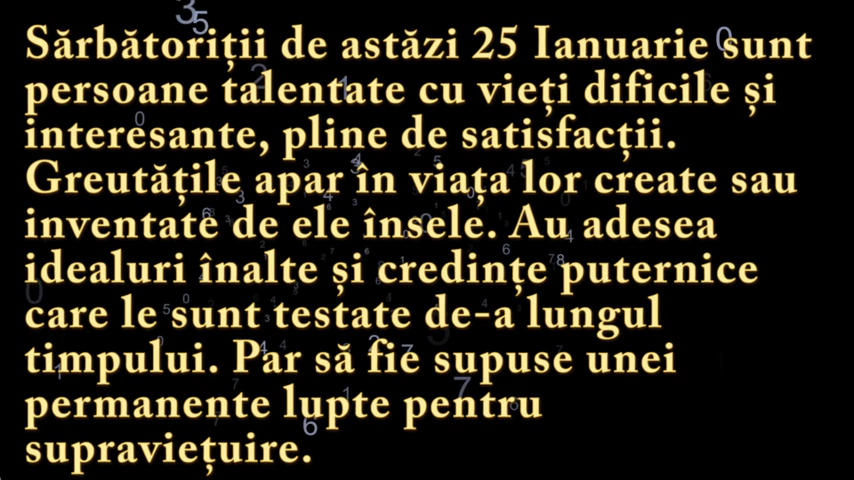 Sărbătoriții de astăzi 25 Ianuarie sunt
persoane talentate cu vieți dificile și
interesante, pline de satisfacții.
Greutățile apar în viața lor create sau
inventate de ele însele. Au adesea
idealuri înalte și credințe puternice
care le sunt testate de-a lungul
timpului. Par să fie supuse unei
permanente lupte pentru
supraviețuire.